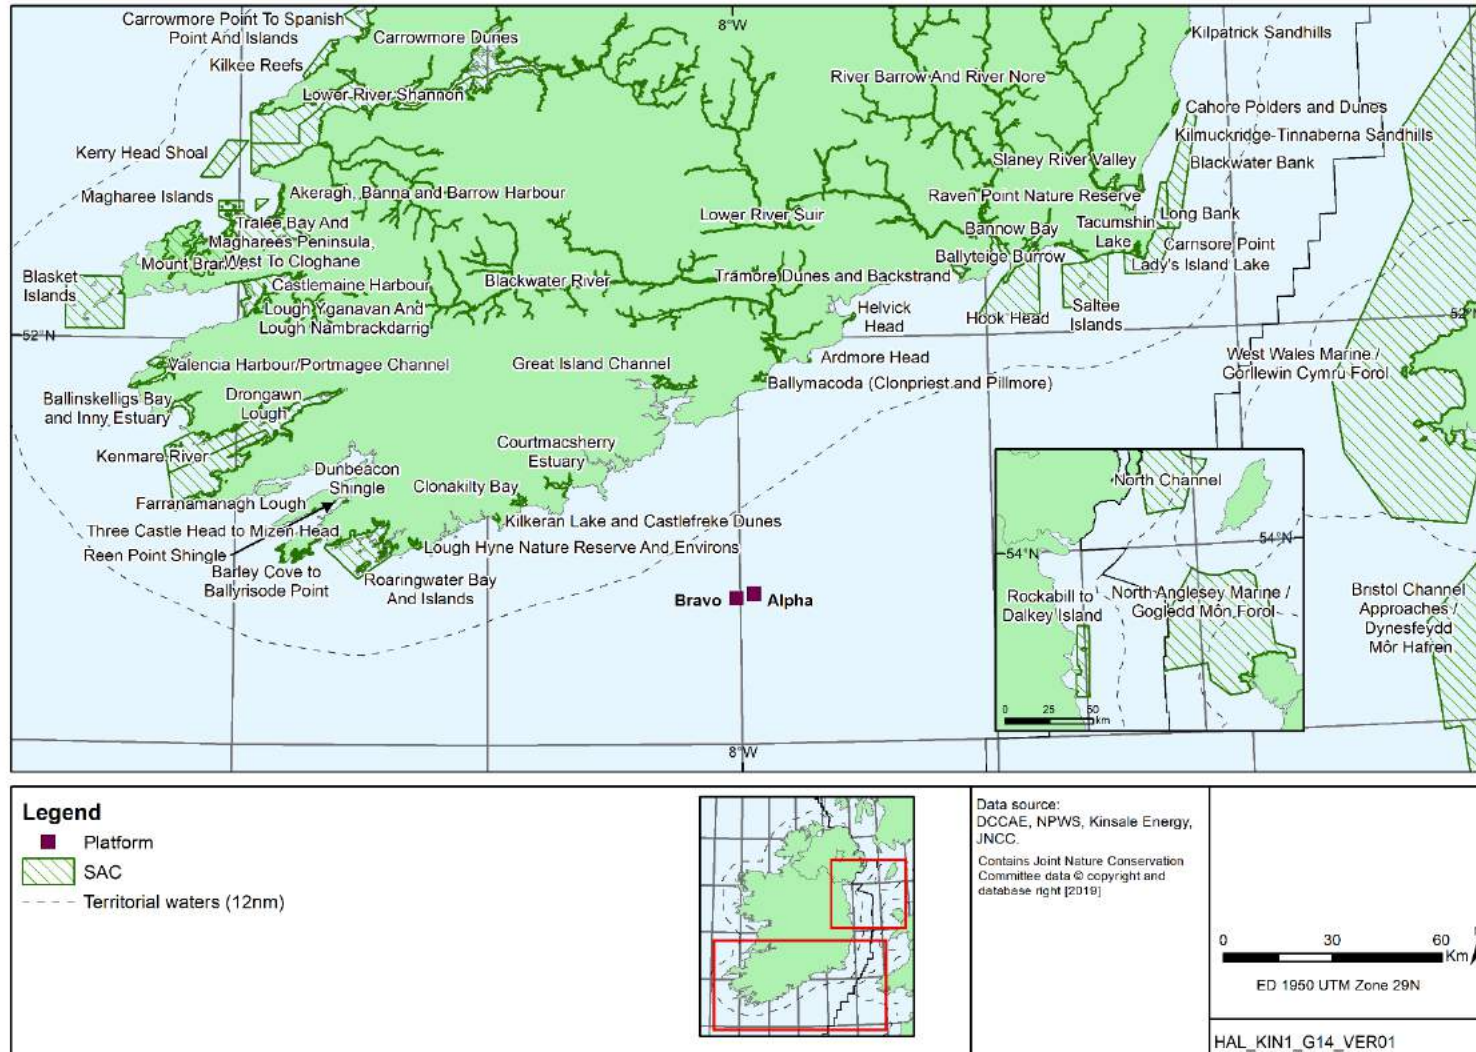 Carrowmore Point To Spanish
Point And Islands
8°W
Carrowmore Dunes
Kilpatrick Sandhills
Kilkee Reefs
River Barrow And River Nore
Lower River Shannon
Cahore Polders and Dunes
Kilmuckridge-Tinnaberna Sandhills
Kerry Head Shoal
Slaney River Valley
Blackwater Bank
Magharee Islands
Akeragh, Banna and Barrow Harbour
Raven Point Nature Reserve
Lower River Suir
Long Bank
Tralee Bay And
Magharees Peninsula,
West To Cloghane
Bannow Bay
Tacumshin
Lake
Carnsore Point
Mount Brandon
Ballyteige Burrow
Lady's Island Lake
Blasket
Islands
Castlemaine Harbour
Blackwater River
Tramore Dunes and Backstrand
Lough Yganavan And
Lough Nambrackdarrig
Helvick
Head
Hook Head
Saltee
Islands
52°N
52°N
Valencia Harbour/Portmagee Channel
Great Island Channel
Ardmore Head
West Wales Marine /
Gorllewin Cymru Forol
Ballymacoda (Clonpriest and Pillmore)
Ballinskelligs Bay
and Inny Estuary
Drongawn
Lough
Kenmare River
Courtmacsherry
Estuary
Dunbeacon
Shingle
Clonakilty Bay
North Channel
Farranamanagh Lough
Kilkeran Lake and Castlefreke Dunes
Three Castle Head to Mizen Head
54°N
54°N
Reen Point Shingle
Lough Hyne Nature Reserve And Environs
Barley Cove to
Ballyrisode Point
Roaringwater Bay
And Islands
Bravo
Alpha
Rockabill to
Dalkey Island
North Anglesey Marine /
Gogledd Môn Forol
Bristol Channel
Approaches /
Dynesfeydd
Môr Hafren
0 25 50
km
8°W
Legend
Platform
SAC
Territorial waters (12nm)
Data source:
DCCAE, NPWS, Kinsale Energy,
JNCC.
Contains Joint Nature Conservation
Committee data © copyright and
database right [2019]
0 30 60
Km
ED 1950 UTM Zone 29N
HAL_KIN1_G14_VER01